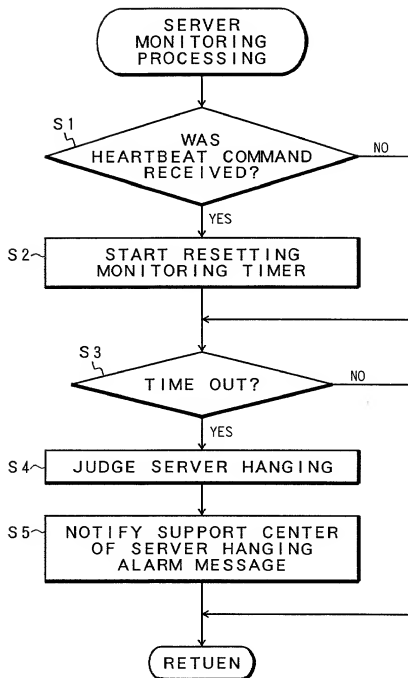 SERVER
MONITORING
PROCESSING
S1
WAS
HEARTBEAT COMMAND
RECEIVED?
NO
YES
S2
START RESETTING
MONITORING TIMER
S3
TIME OUT?
NO
YES
S4
JUDGE SERVER HANGING
S5
NOTIFY SUPPORT CENTER
OF SERVER HANGING
ALARM MESSAGE
RETUEN